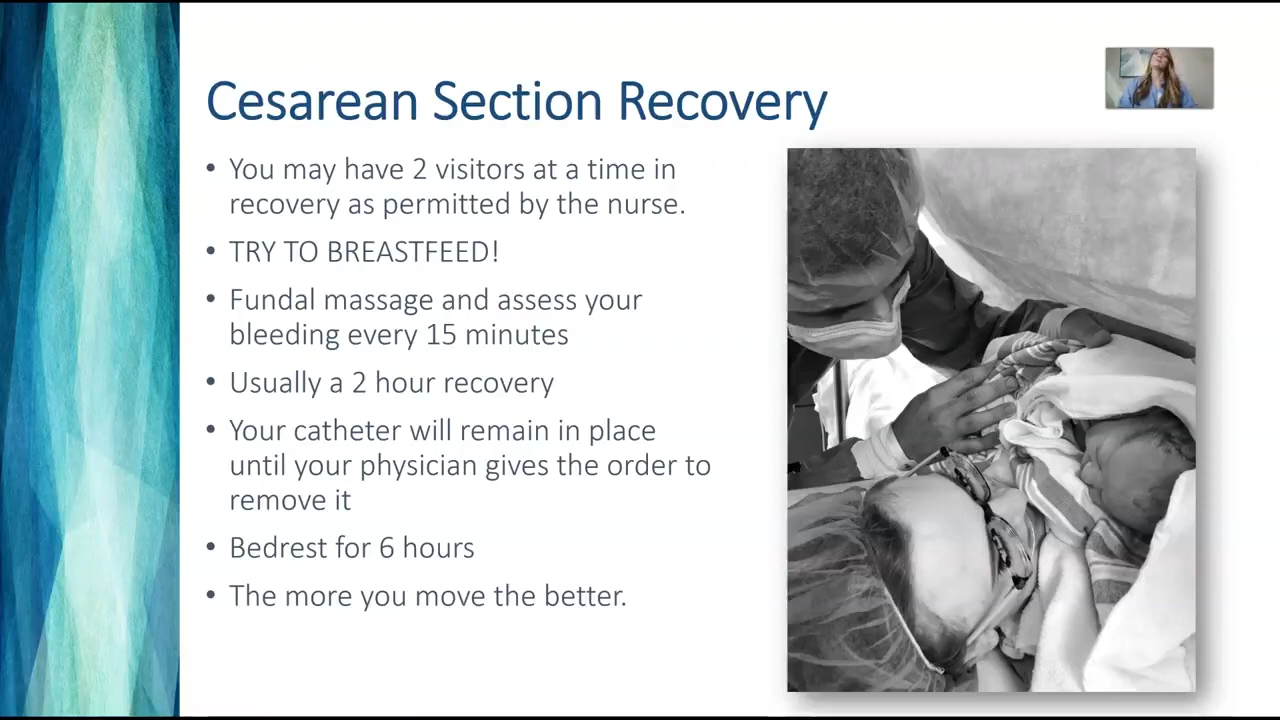 Cesarean Section Recovery
• You may have 2 visitors at a time in
recovery as permitted by the nurse.
• TRY TO BREASTFEED!
• Fundal massage and assess your
bleeding every 15 minutes
• Usually a 2 hour recovery
• Your catheter will remain in place
until your physician gives the order to
remove it
• Bedrest for 6 hours
• The more you move the better.